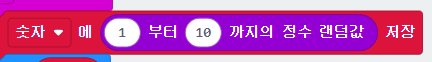 숫자 에 1 부터 10 까지의 정수 랜덤값 저장